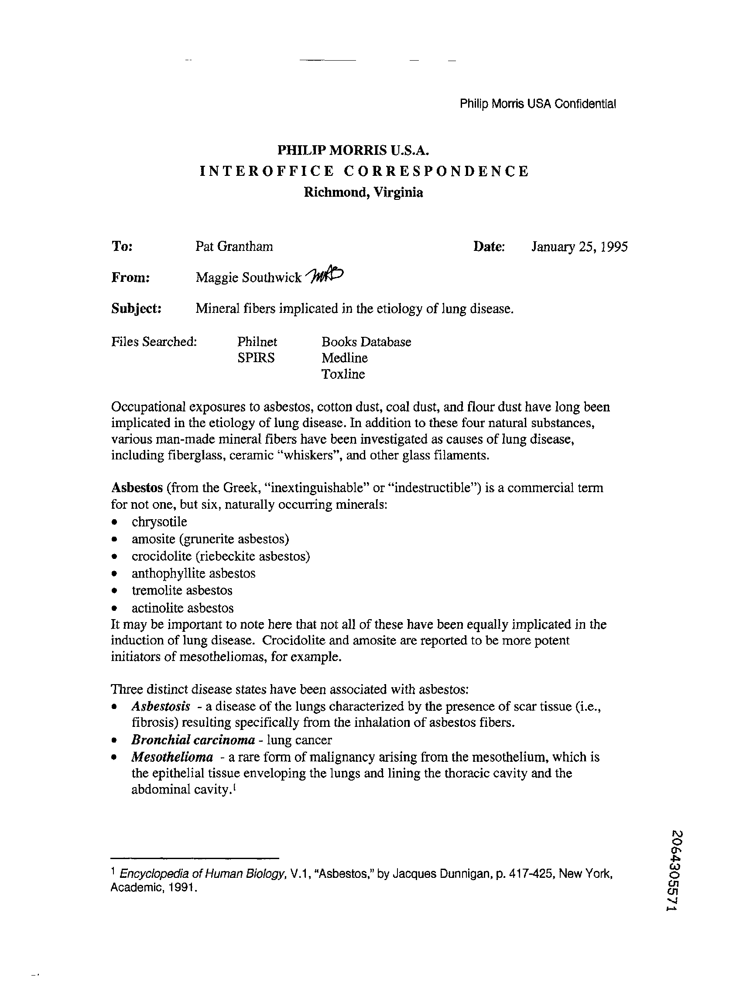 Philip Morris USA Confidential
PHILIP MORRIS U.S.A.
INTEROFFICE CORRESPONDENCE
Richmond, Virginia
To: Pat Grantham Date: January 25, 1995
From: Maggie Southwick
Subject: Mineral fibers implicated in the etiology of lung disease.
Files Searched: Philnet Books Database
SPIRS Medline
Toxline
Occupational exposures to asbestos, cotton dust, coal dust, and flour dust have long been
implicated in the etiology of lung disease. In addition to these four natural substances,
various man-made mineral fibers have been investigated as causes of lung disease,
including fiberglass, ceramic “whiskers”, and other glass filaments.
Asbestos (from the Greek, “inextinguishable” or “indestructible”) is a commercial term
for not one, but six, naturally occurring minerals:
• chrysotile
• amosite (grunerite asbestos)
• crocidolite (riebeckite asbestos)
• anthophyllite asbestos
• tremolite asbestos
• actinolite asbestos
It may be important to note here that not all of these have been equally implicated in the
induction of lung disease. Crocidolite and amosite are reported to be more potent
initiators of mesotheliomas, for example.
Three distinct disease states have been associated with asbestos:
• Asbestosis - a disease of the lungs characterized by the presence of scar tissue (i.e.,
fibrosis) resulting specifically from the inhalation of asbestos fibers.
• Bronchial carcinoma - lung cancer
• Mesothelioma - a rare form of malignancy arising from the mesothelium, which is
the epithelial tissue enveloping the lungs and lining the thoracic cavity and the
abdominal cavity.1
1 Encyclopedia of Human Biology, V.1, “Asbestos,” by Jacques Dunnigan, p. 417-425, New York,
Academic, 1991.
2064305571